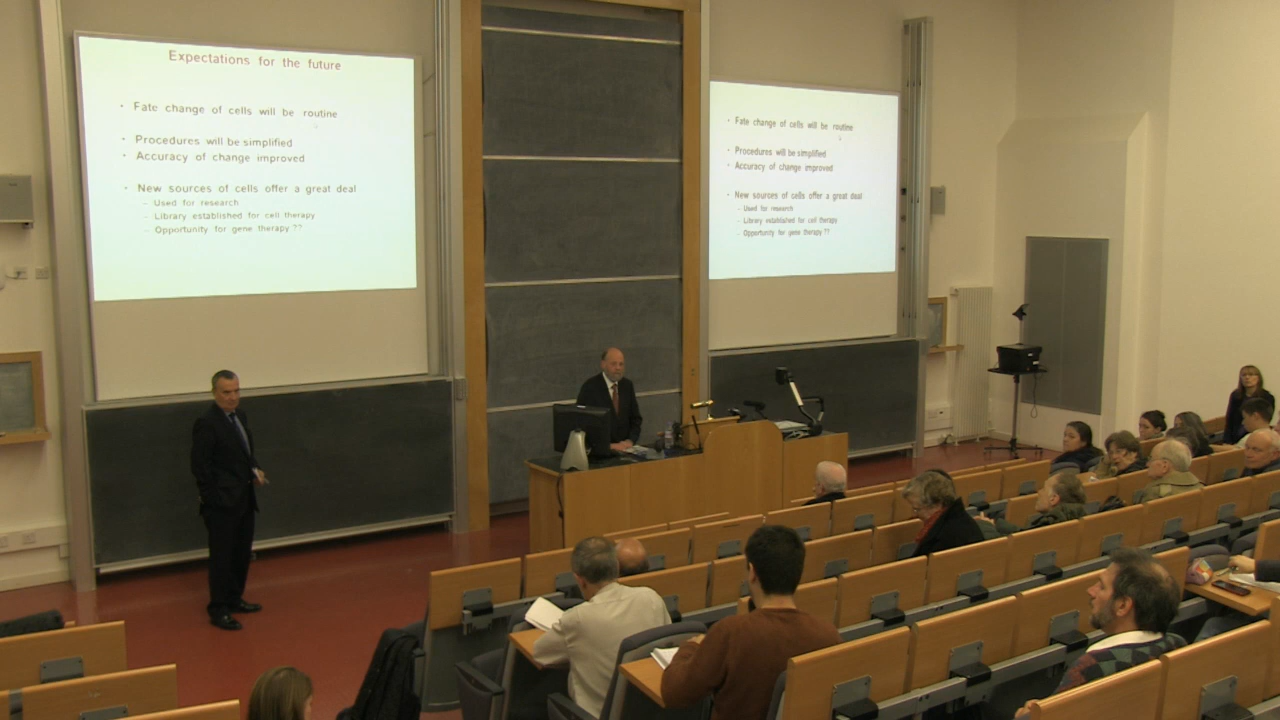 Expectations for the future
• Fate change of cells will be routine
• Procedures will be simplified
• Accuracy of change improved
• New sources of cells offer a great deal
– Used for research
– Library established for cell therapy
– Opportunity for gene therapy ??
• Fate change of cells will be routine
• Procedures will be simplified
• Accuracy of change improved
• New sources of cells offer a great deal
– Used for research
– Library established for cell therapy
– Opportunity for gene therapy ??